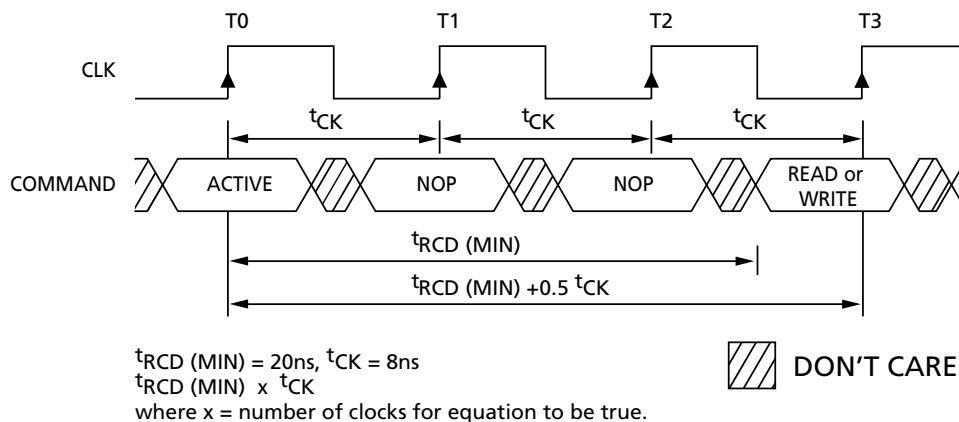 T0 T1 T2 T3
CLK
tCK tCK tCK
COMMAND ACTIVE NOP NOP READ or WRITE
tRCD (MIN)
tRCD (MIN) +0.5 tCK
tRCD (MIN) = 20ns, tCK = 8ns
tRCD (MIN) x tCK
where x = number of clocks for equation to be true.
DON'T CARE